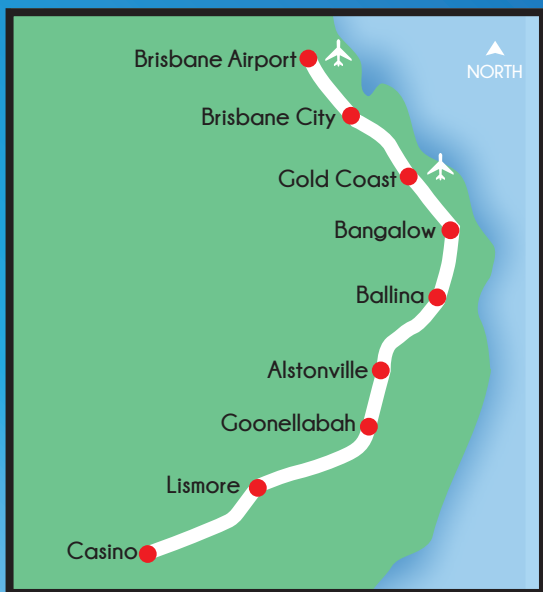 Brisbane Airport
NORTH
Brisbane City
Gold Coast
Bangalow
Ballina
Alstonville
Goonellabah
Lismore
Casino